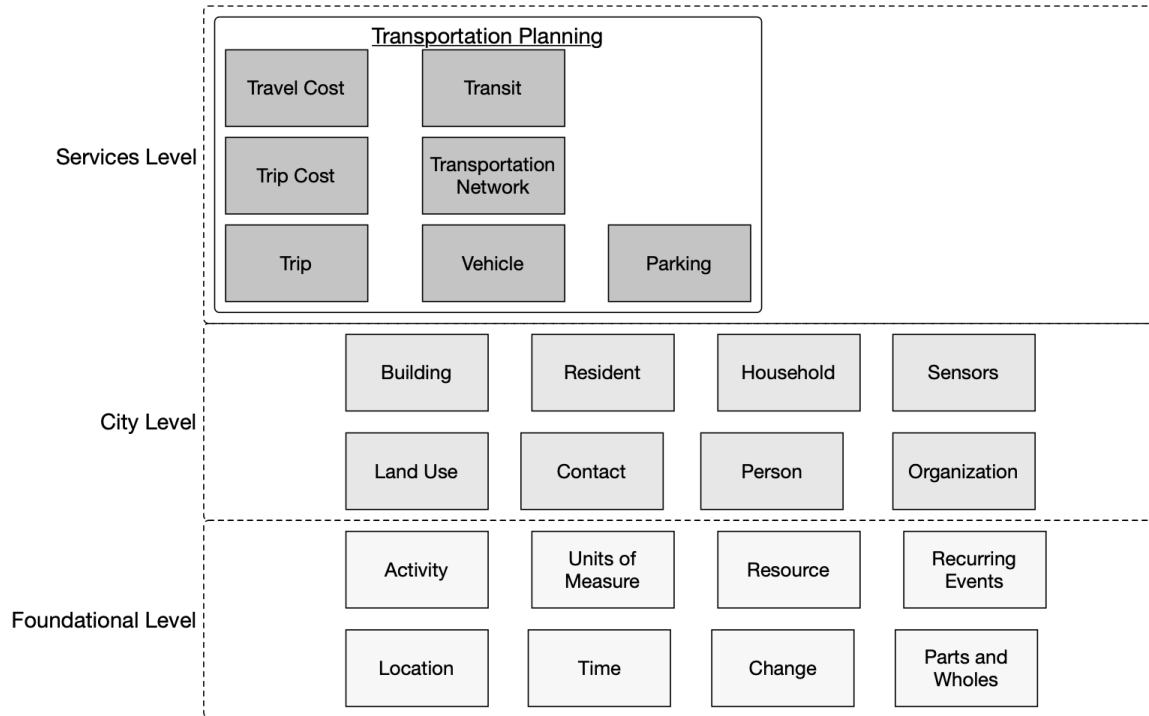 Transportation Planning
Travel Cost
Transit
Services Level
Trip Cost
Transportation
Network
Trip
Vehicle
Parking
City Level
Building
Resident
Household
Sensors
Land Use
Contact
Person
Organization
Foundational Level
Activity
Units of
Measure
Resource
Recurring
Events
Location
Time
Change
Parts and
Wholes